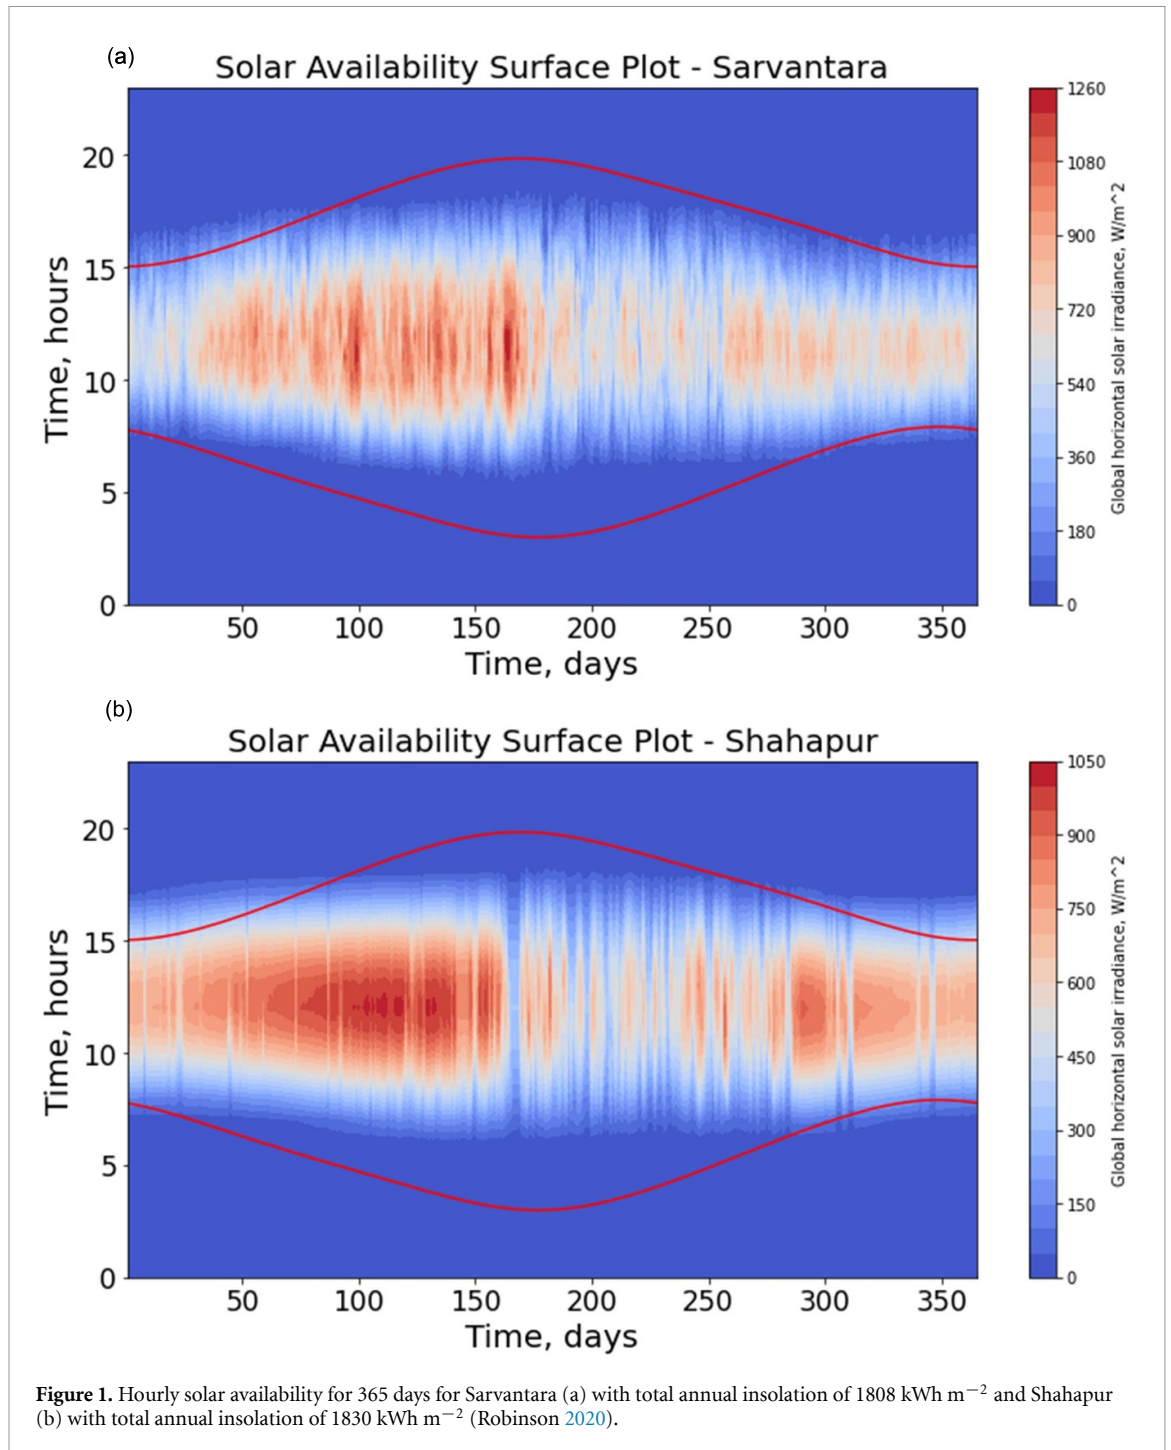 (a)
Solar Availability Surface Plot - Sarvantara
Time, hours
20
15
10
5
0
50 100 150 200 250 300 350
Time, days
1260
1080
900
720
540
360
180
0
Global horizontal solar irradiance, W/m^2
(b)
Solar Availability Surface Plot - Shahapur
Time, hours
20
15
10
5
0
50 100 150 200 250 300 350
Time, days
1050
900
750
600
450
300
150
0
Global horizontal solar irradiance, W/m^2
Figure 1. Hourly solar availability for 365 days for Sarvantara (a) with total annual insolation of 1808 kWh m−2 and Shahapur
(b) with total annual insolation of 1830 kWh m−2 (Robinson 2020).